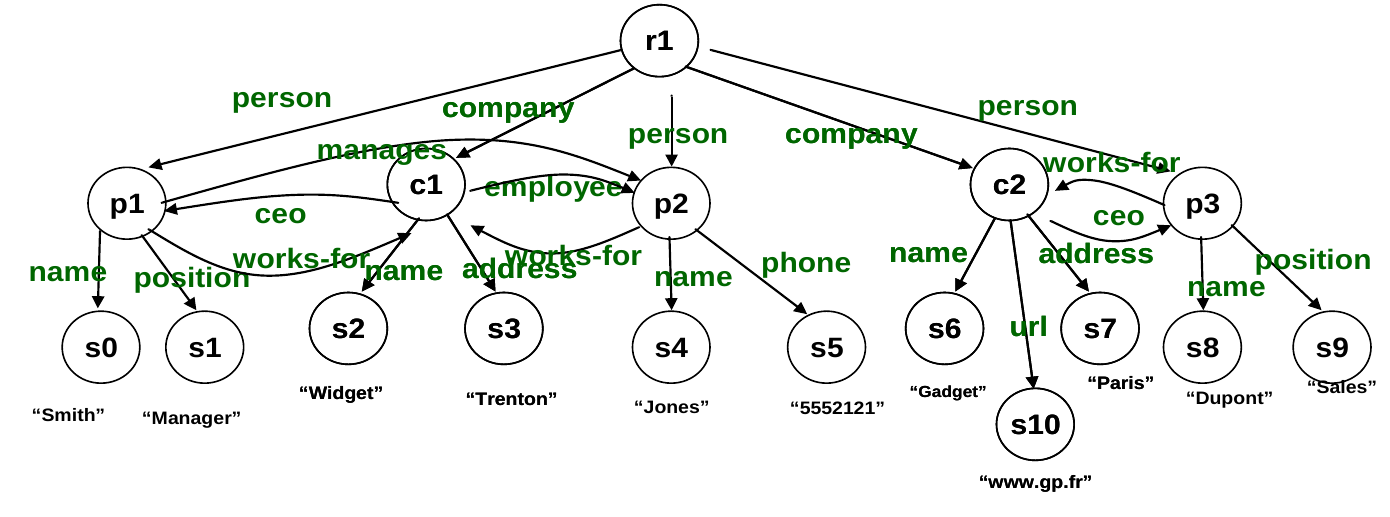 r1
person
company
person
company
person
manages
works-for
p1
c1
employee
p2
c2
p3
ceo
ceo
works-for
works-for
name
position
name
address
name
phone
name
address
position
name
url
s0
s1
s2
s3
s4
s5
s6
s7
s8
s9
“Smith”
“Manager”
“Widget”
“Trenton”
“Jones”
“5552121”
“Gadget”
“Paris”
“Dupont”
“Sales”
s10
“www.gp.fr”